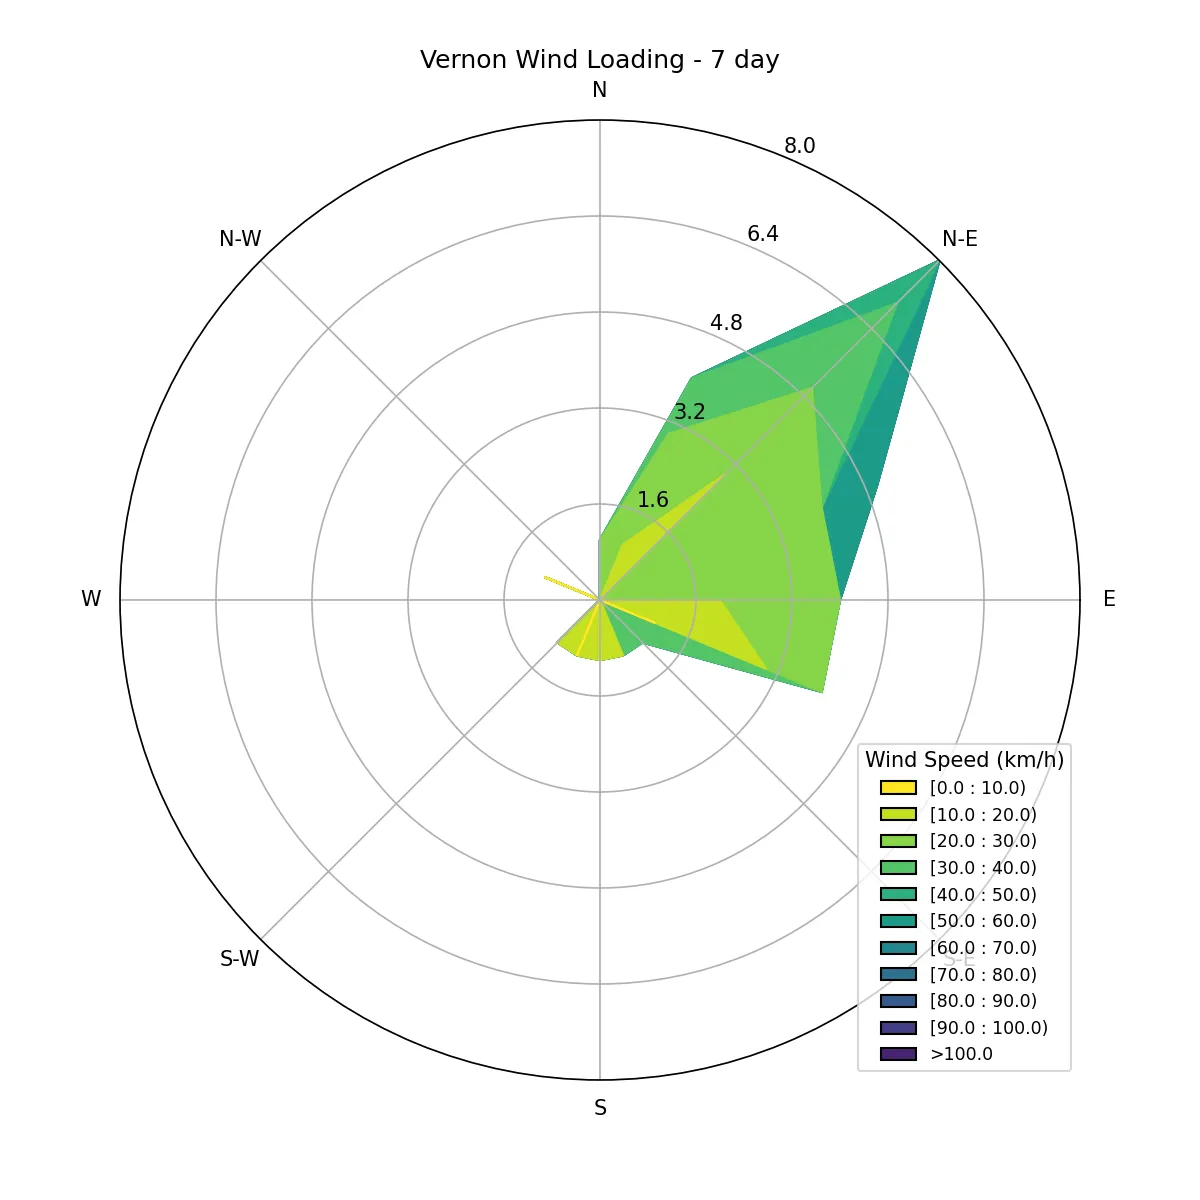 Vernon Wind Loading - 7 day
N
8.0
N-W
6.4
N-E
4.8
3.2
1.6
W
E
S-W
S-E
S
Wind Speed (km/h)
[0.0 : 10.0)
[10.0 : 20.0)
[20.0 : 30.0)
[30.0 : 40.0)
[40.0 : 50.0)
[50.0 : 60.0)
[60.0 : 70.0)
[70.0 : 80.0)
[80.0 : 90.0)
[90.0 : 100.0)
>100.0